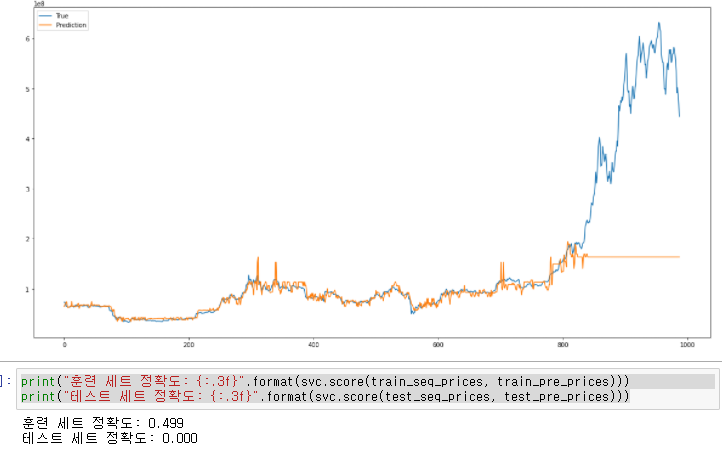 1e8
True
Prediction
6
5
4
3
2
1
0
200
400
600
800
1000
]: print("훈련 세트 정확도: {:.3f}".format(svc.score(train_seq_prices, train_pre_prices)))
print("테스트 세트 정확도: {:.3f}".format(svc.score(test_seq_prices, test_pre_prices)))
훈련 세트 정확도: 0.499
테스트 세트 정확도: 0.000